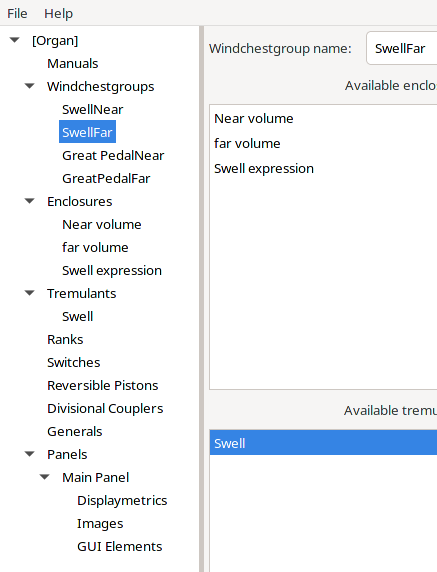 File Help
[Organ]
Manuals
Windchestgroups
SwellNear
SwellFar
Great PedalNear
GreatPedalFar
Enclosures
Near volume
far volume
Swell expression
Tremulants
Swell
Ranks
Switches
Reversible Pistons
Divisional Couplers
Generals
Panels
Main Panel
Displaymetrics
Images
GUI Elements
Windchestgroup name: SwellFar
Available enclo
Near volume
far volume
Swell expression
Available tremu
Swell